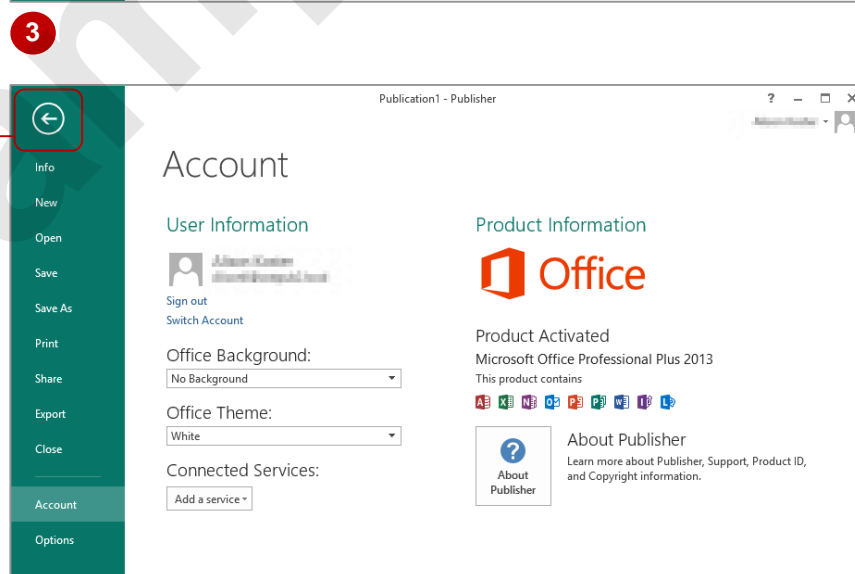 3
Publication1 - Publisher
?
Account
Info
New
Open
Save
Save As
Print
Share
Export
Close
Account
Options
User Information
Sign out
Switch Account
Office Background:
No Background
Office Theme:
White
Connected Services:
Add a service
Product Information
Office
Product Activated
Microsoft Office Professional Plus 2013
This product contains
About
Publisher
About Publisher
Learn more about Publisher, Support, Product ID,
and Copyright information.